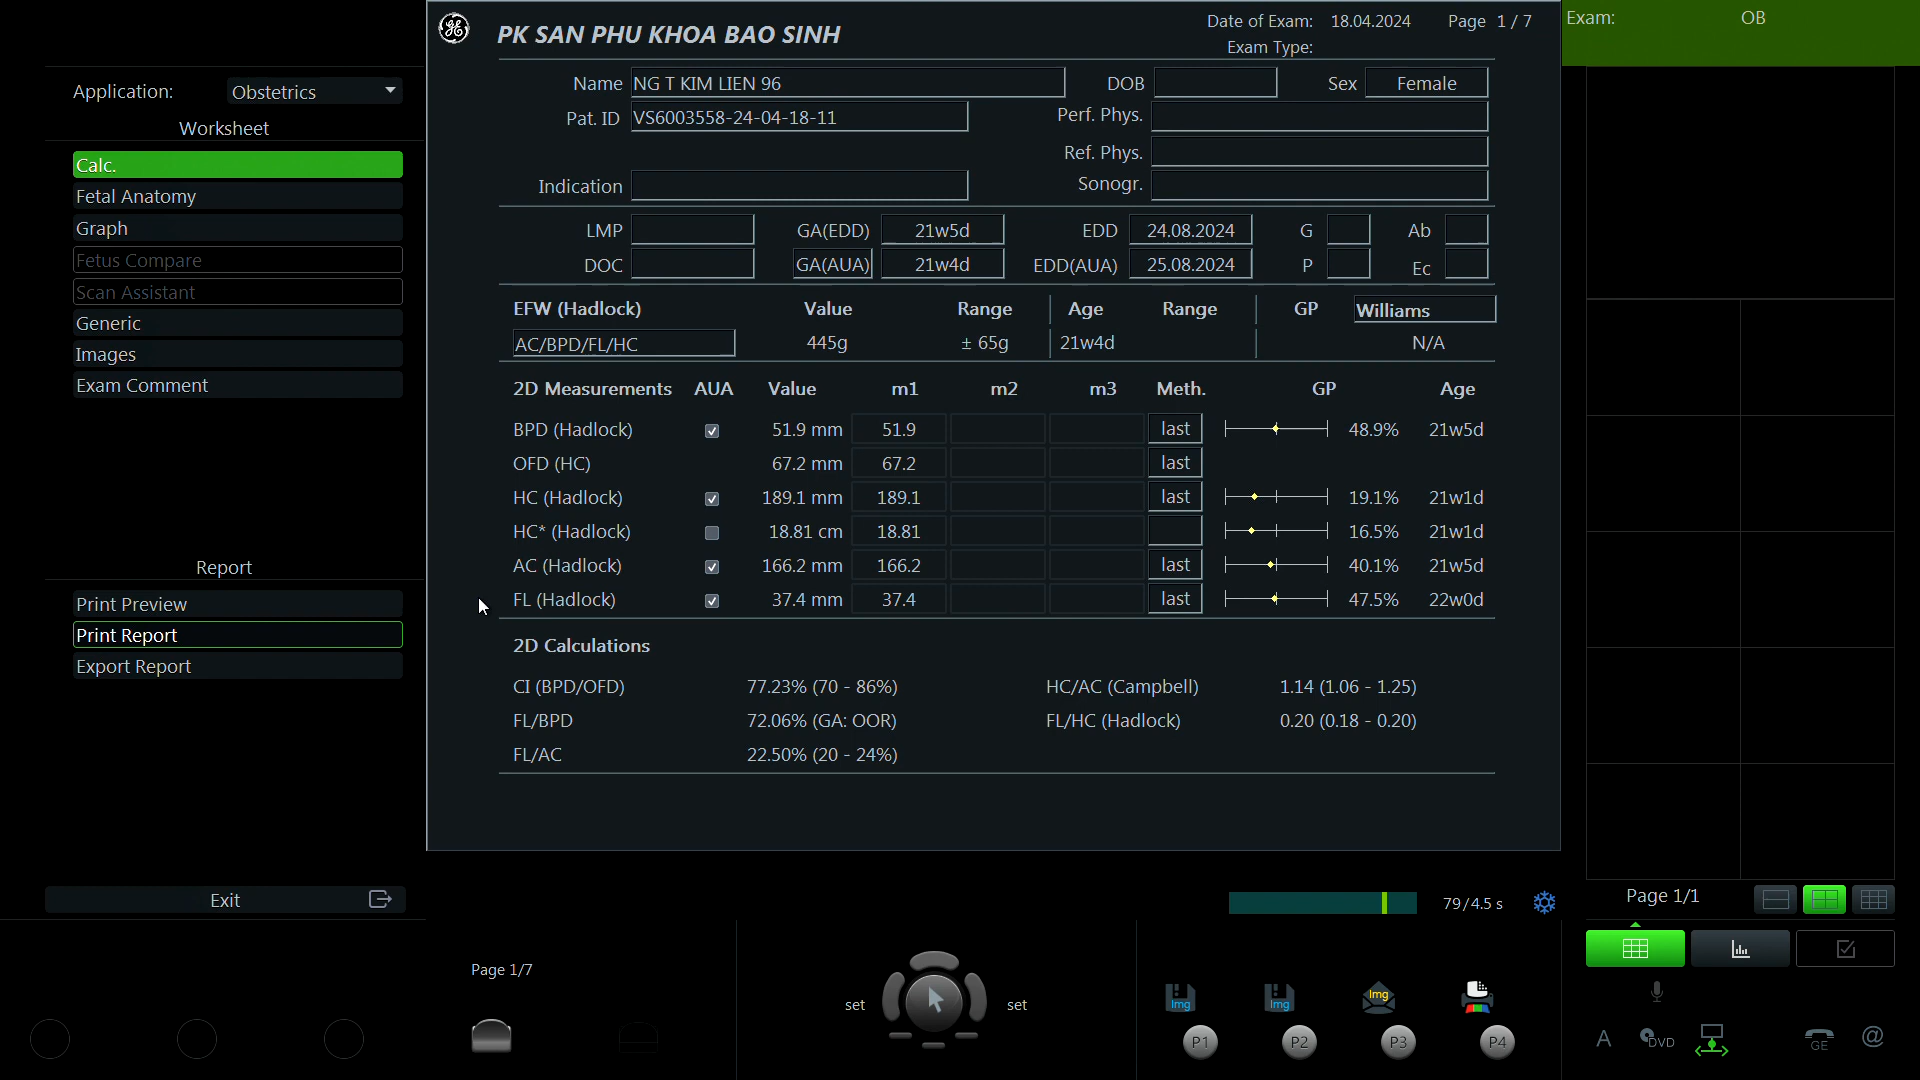 PK SAN PHU KHOA BAO SINH
Date of Exam: 18.04.2024 Page 1 / 7
Exam Type:
Exam: OB
Application: Obstetrics
Worksheet
Calc.
Fetal Anatomy
Graph
Fetus Compare
Scan Assistant
Generic
Images
Exam Comment
Report
Print Preview
Print Report
Export Report
Exit
Name NG T KIM LIEN 96 DOB Sex Female
Pat. ID VS6003558-24-04-18-11 Perf. Phys.
Ref. Phys.
Indication Sonogr.
LMP GA(EDD) 21w5d EDD 24.08.2024 G Ab
DOC GA(AUA) 21w4d EDD(AUA) 25.08.2024 P Ec
EFW (Hadlock) Value Range Age Range GP Williams
AC/BPD/FL/HC 445g ± 65g 21w4d N/A
2D Measurements AUA Value m1 m2 m3 Meth. GP Age
BPD (Hadlock) 51.9 mm 51.9 last 48.9% 21w5d
OFD (HC) 67.2 mm 67.2 last
HC (Hadlock) 189.1 mm 189.1 last 19.1% 21w1d
HC* (Hadlock) 18.81 cm 18.81 16.5% 21w1d
AC (Hadlock) 166.2 mm 166.2 last 40.1% 21w5d
FL (Hadlock) 37.4 mm 37.4 last 47.5% 22w0d
2D Calculations
CI (BPD/OFD) 77.23% (70 - 86%) HC/AC (Campbell) 1.14 (1.06 - 1.25)
FL/BPD 72.06% (GA: OOR) FL/HC (Hadlock) 0.20 (0.18 - 0.20)
FL/AC 22.50% (20 - 24%)
79/4.5 s
Page 1/1
Page 1/7
set set
Img Img Img
P1 P2 P3 P4
A DVD GE @